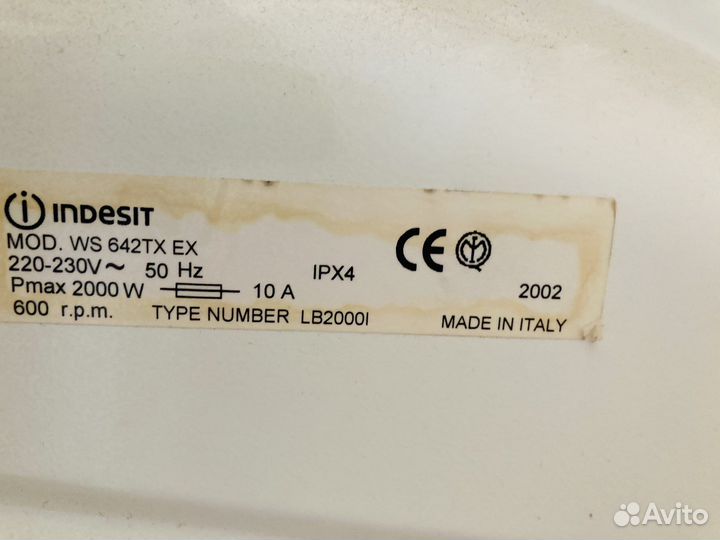 INDESIT
MOD. WS 642TX EX
220-230V~ 50 Hz IPX4
Pmax 2000 W 10 A 2002
600 r.p.m. TYPE NUMBER LB2000I MADE IN ITALY
CE
Avito